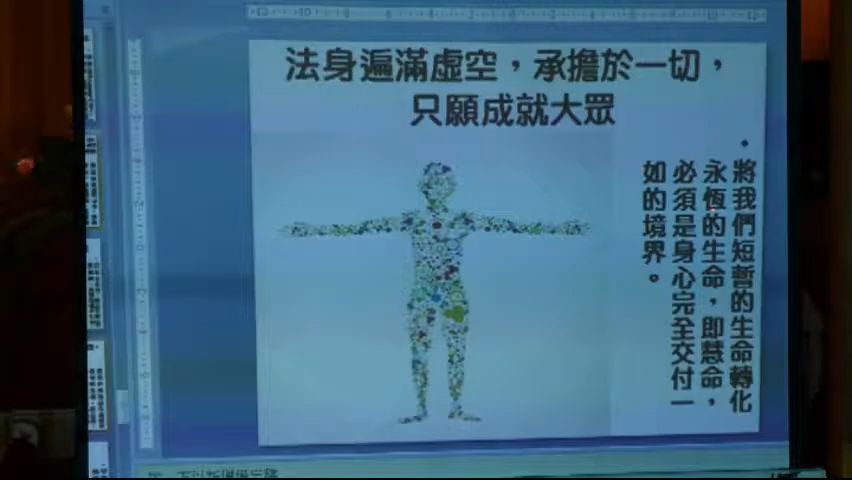 法身遍滿虛空，承擔於一切，
只願成就大眾
• 將我們短暫的生命轉化
永恆的生命，即慧命，
必須是身心完全交付一
如的境界。